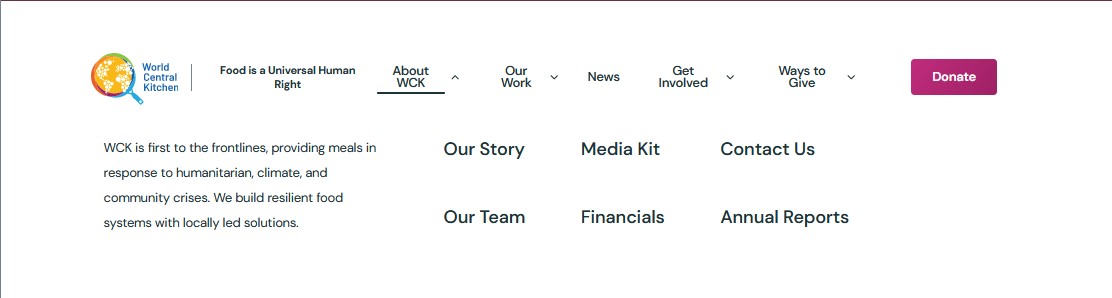 World
Central
Kitchen
Food is a Universal Human
Right
About
WCK
Our
Work
News
Get
Involved
Ways to
Give
Donate
WCK is first to the frontlines, providing meals in
response to humanitarian, climate, and
community crises. We build resilient food
systems with locally led solutions.
Our Story
Media Kit
Contact Us
Our Team
Financials
Annual Reports